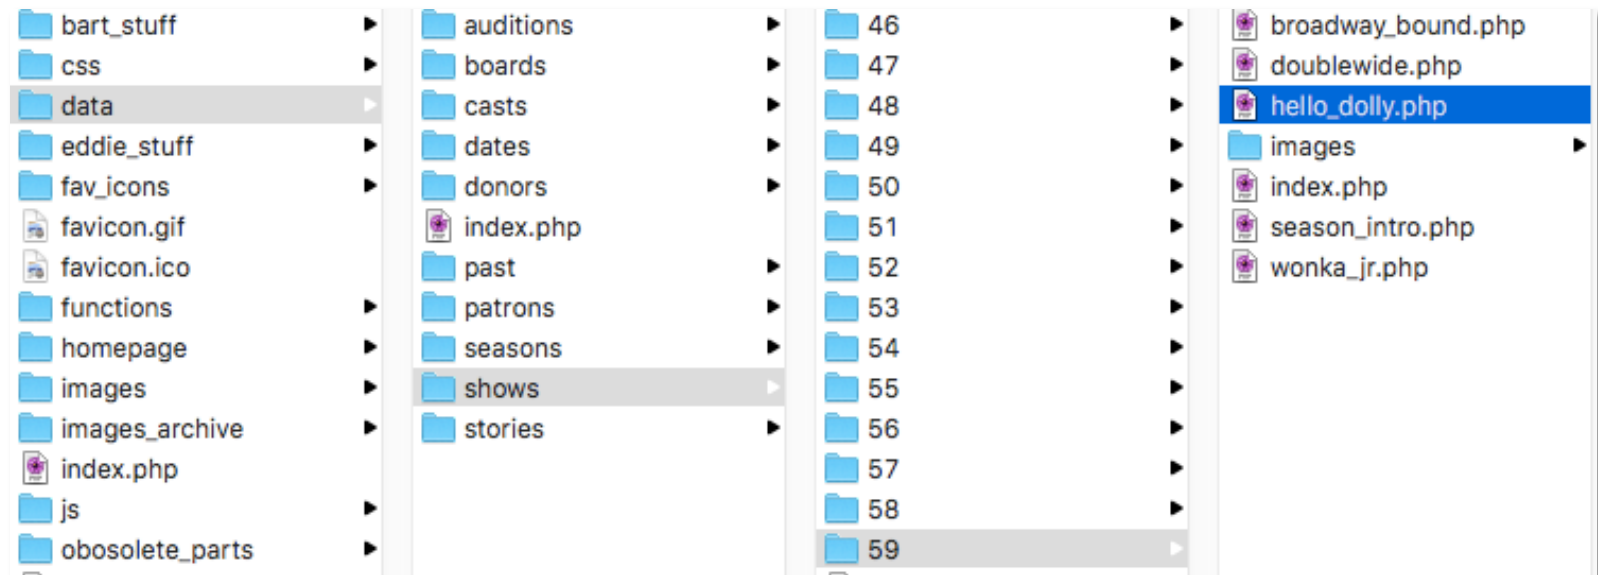 bart_stuff
css
data
eddie_stuff
fav_icons
favicon.gif
favicon.ico
functions
homepage
images
images_archive
index.php
js
obosolete_parts
auditions
boards
casts
dates
donors
index.php
past
patrons
seasons
shows
stories
46
47
48
49
50
51
52
53
54
55
56
57
58
59
broadway_bound.php
doublewide.php
hello_dolly.php
images
index.php
season_intro.php
wonka_jr.php